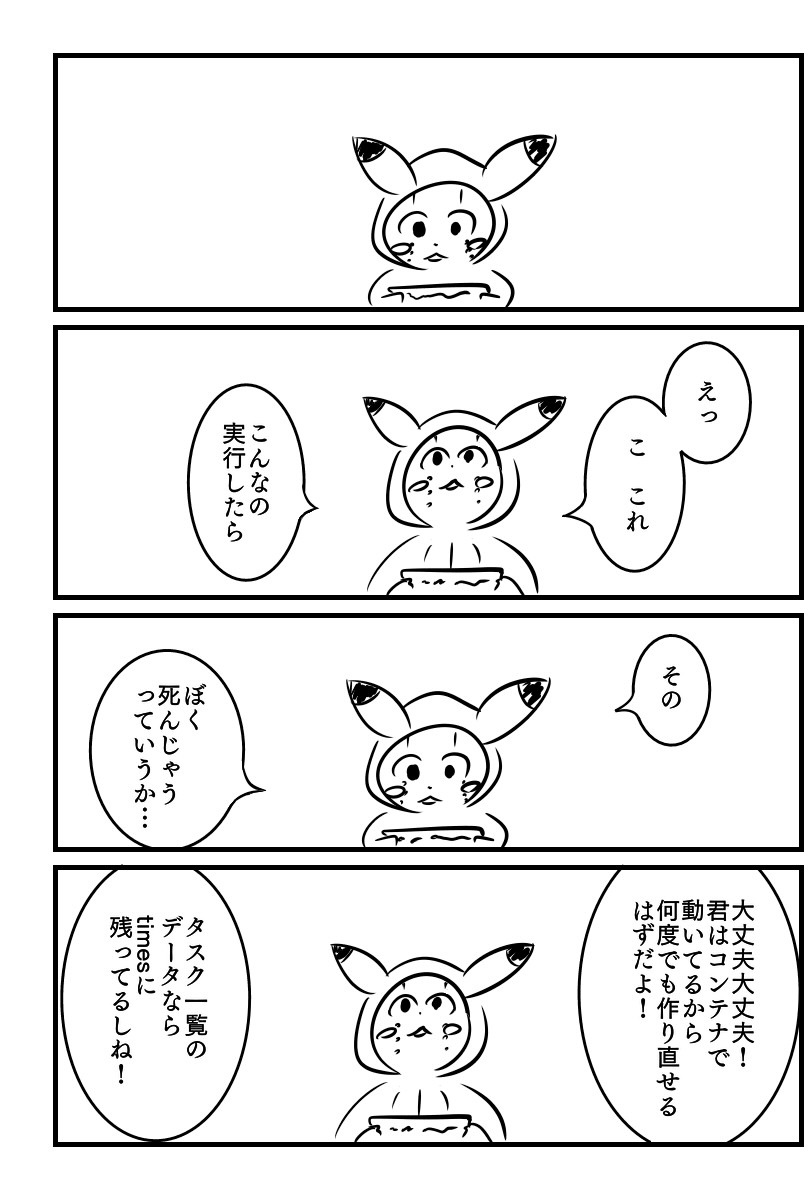 えっ
こ これ
こんなの
実行したら
その
ぼく
死んじゃう
っていうか…
大丈夫大丈夫！
君はコンテナで
動いてるから
何度でも作り直せる
はずだよ！
タスク一覧の
データなら
timesに
残ってるしね！